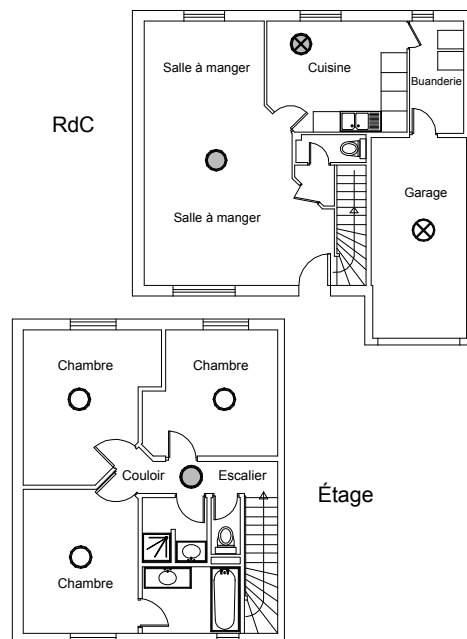 Salle à manger
Cuisine
Buanderie
RdC
Garage
Salle à manger
Chambre
Chambre
Couloir
Escalier
Étage
Chambre